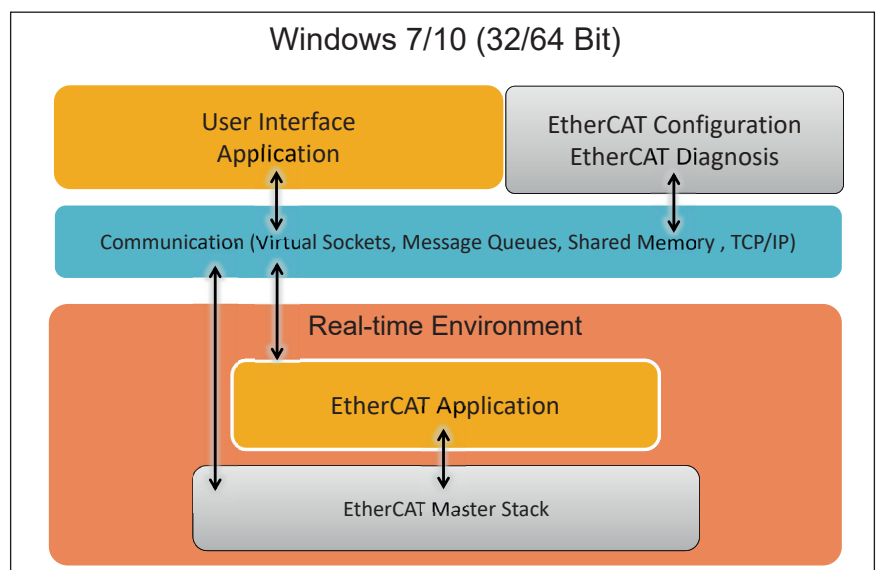 Windows 7/10 (32/64 Bit)
User Interface
Application
EtherCAT Configuration
EtherCAT Diagnosis
Communication (Virtual Sockets, Message Queues, Shared Memory , TCP/IP)
Real-time Environment
EtherCAT Application
EtherCAT Master Stack